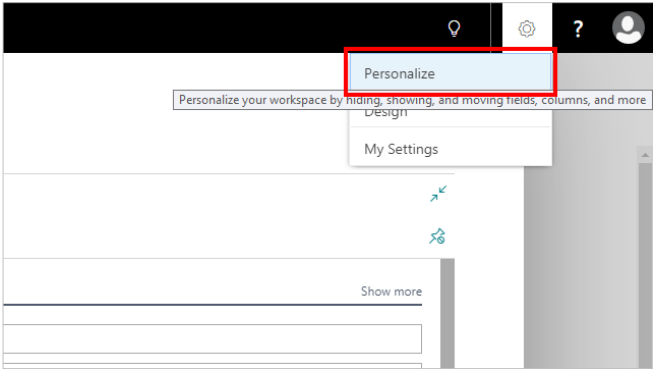 ?
Personalize
Personalize your workspace by hiding, showing, and moving fields, columns, and more
Design
My Settings
Show more